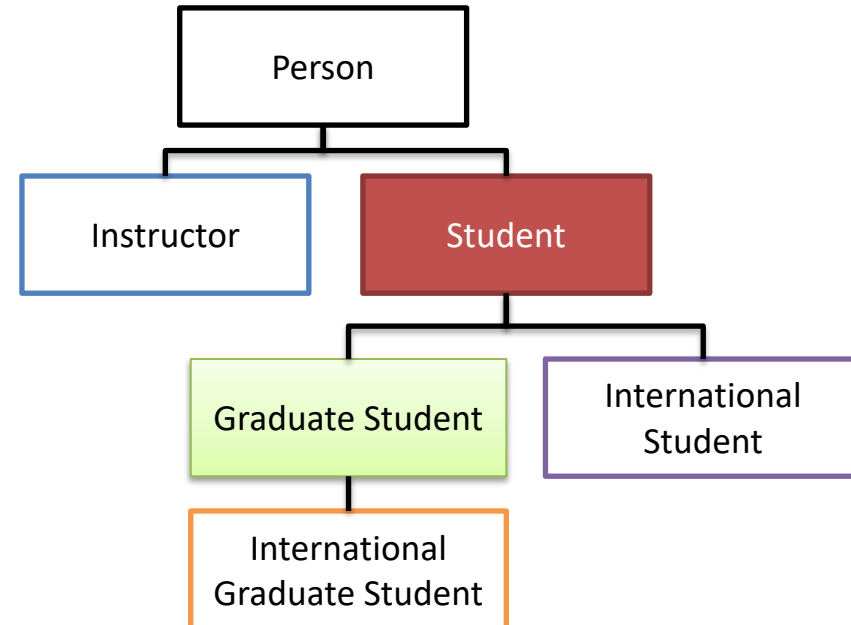 Person
Instructor
Student
Graduate Student
International
Student
International
Graduate Student